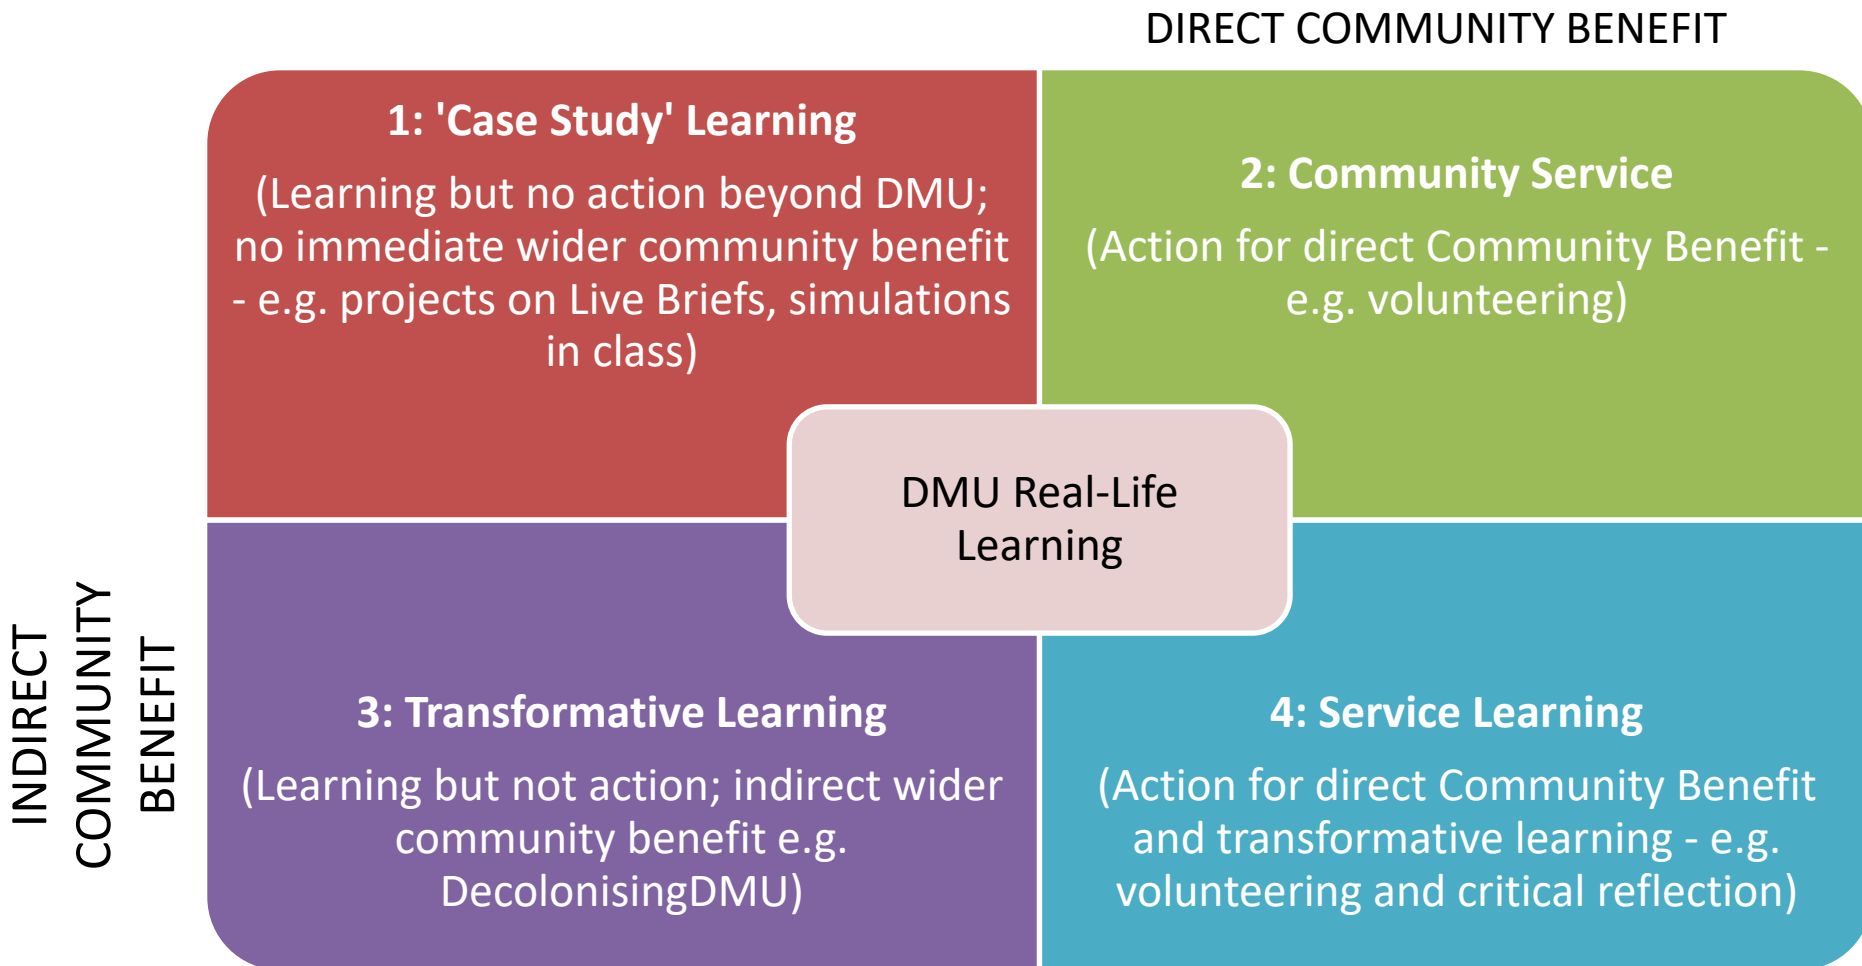 DIRECT COMMUNITY BENEFIT
1: 'Case Study' Learning
(Learning but no action beyond DMU;
no immediate wider community benefit
- e.g. projects on Live Briefs, simulations
in class)
2: Community Service
(Action for direct Community Benefit -
e.g. volunteering)
DMU Real-Life
Learning
INDIRECT
COMMUNITY
BENEFIT
3: Transformative Learning
(Learning but not action; indirect wider
community benefit e.g.
DecolonisingDMU)
4: Service Learning
(Action for direct Community Benefit
and transformative learning - e.g.
volunteering and critical reflection)